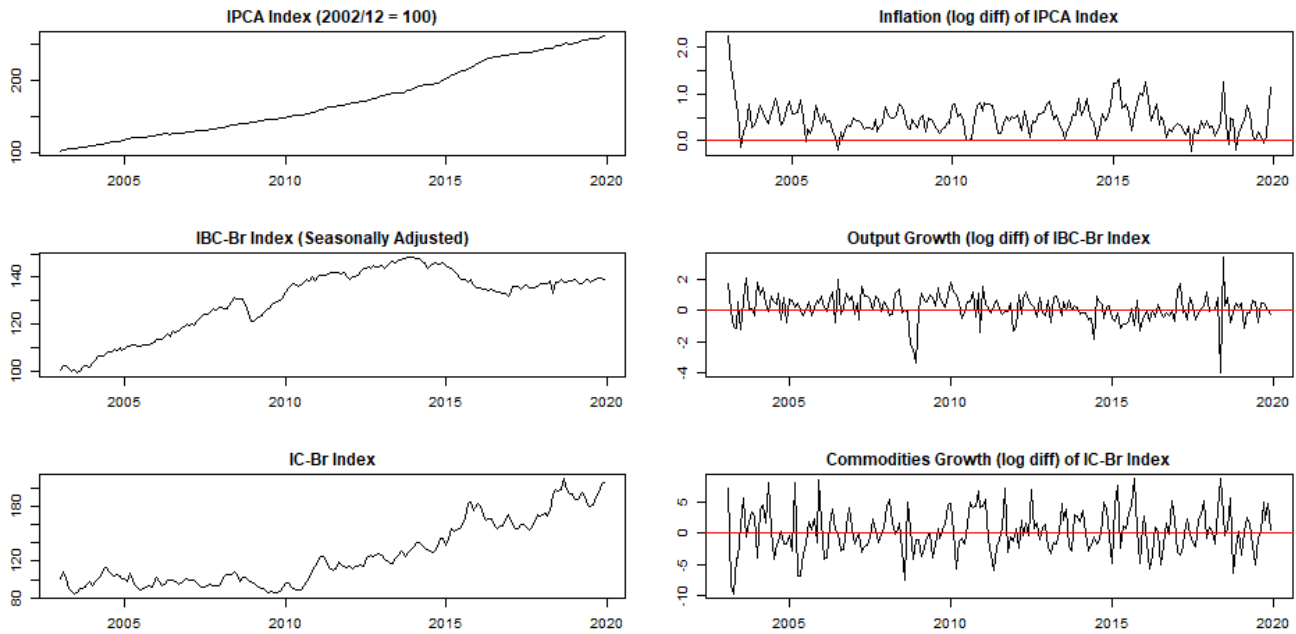 IPCA Index (2002/12 = 100)
200
100
2005 2010 2015 2020
Inflation (log diff) of IPCA Index
2.0
1.0
0.0
2005 2010 2015 2020
IBC-Br Index (Seasonally Adjusted)
140
120
100
2005 2010 2015 2020
Output Growth (log diff) of IBC-Br Index
2
0
-2
-4
2005 2010 2015 2020
IC-Br Index
180
120
80
2005 2010 2015 2020
Commodities Growth (log diff) of IC-Br Index
5
0
-5
-10
2005 2010 2015 2020